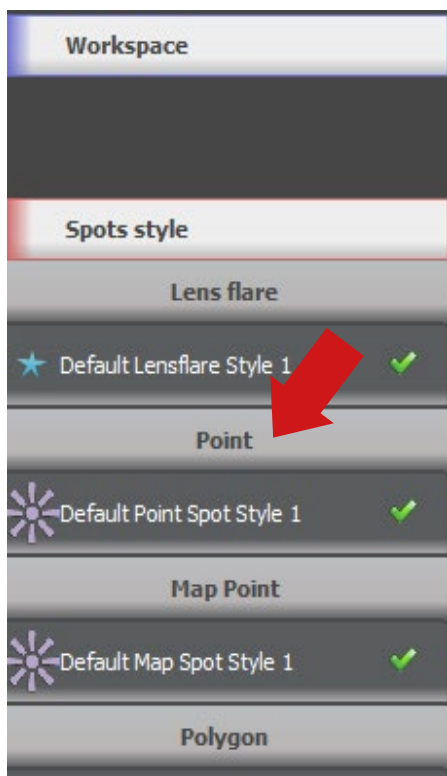 Workspace
Spots style
Lens flare
Default Lensflare Style 1
Point
Default Point Spot Style 1
Map Point
Default Map Spot Style 1
Polygon